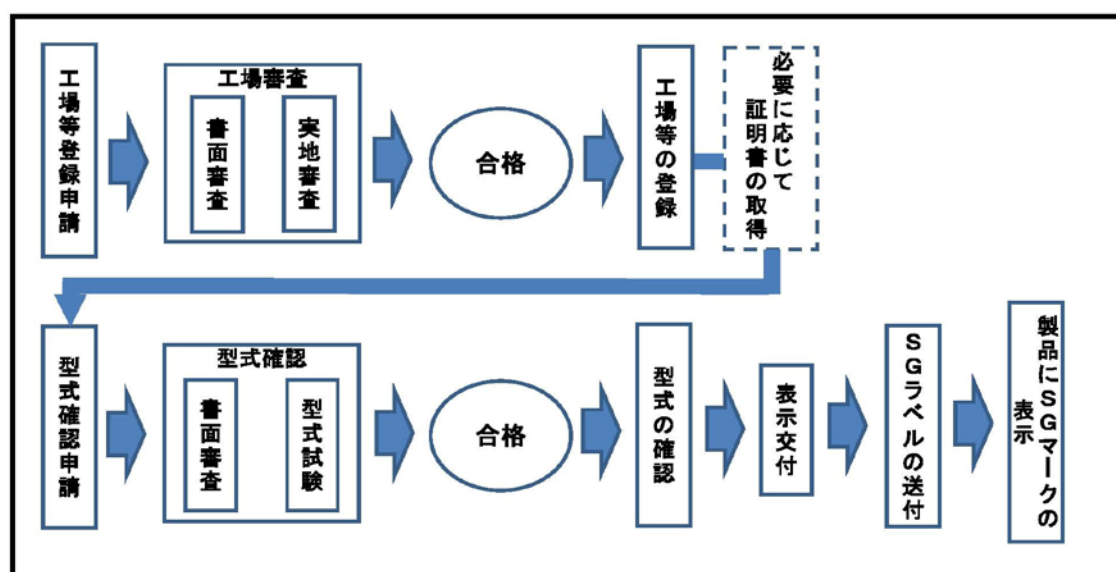 工場等登録申請
工場審査
書面審査
実地審査
合格
工場等の登録
必要に応じて
証明書の取得
型式確認申請
型式確認
書面審査
型式試験
合格
型式の確認
表示交付
ＳＧラベルの送付
製品にＳＧマークの
表示